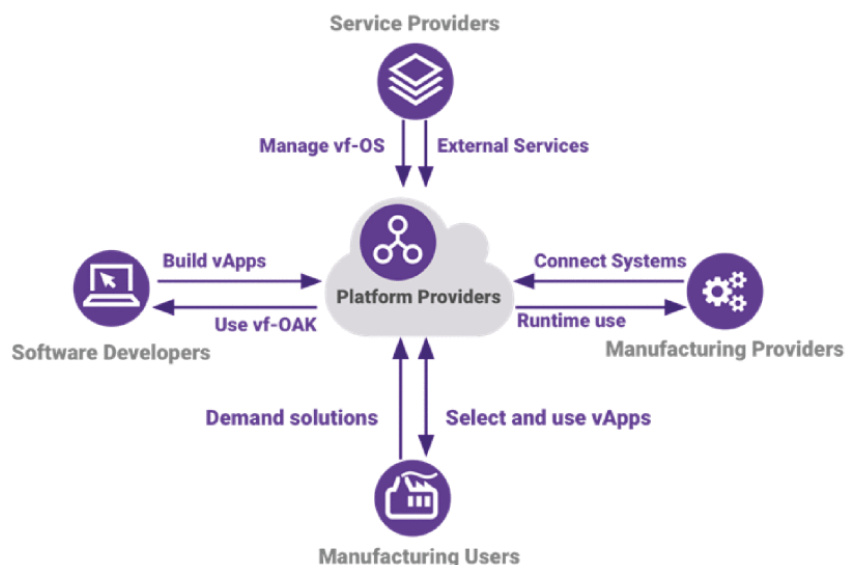 Service Providers
Manage vf-OS
External Services
Build vApps
Connect Systems
Platform Providers
Use vf-OAK
Runtime use
Software Developers
Manufacturing Providers
Demand solutions
Select and use vApps
Manufacturing Users